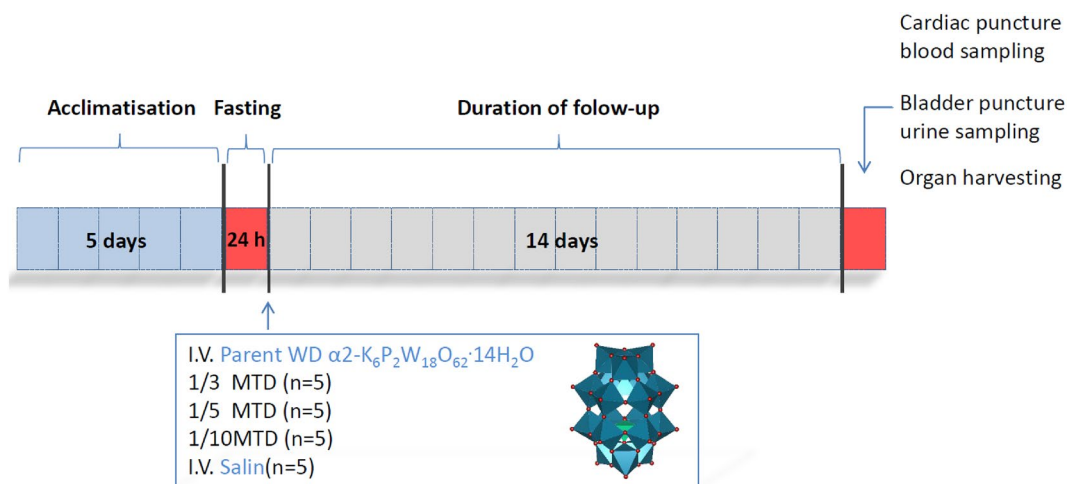 Cardiac puncture
blood sampling
Acclimatisation
Fasting
Duration of folow-up
Bladder puncture
urine sampling
Organ harvesting
5 days
24 h
14 days
I.V. Parent WD α2-K₆P₂W₁₈O₆₂·14H₂O
1/3 MTD (n=5)
1/5 MTD (n=5)
1/10MTD (n=5)
I.V. Salin(n=5)